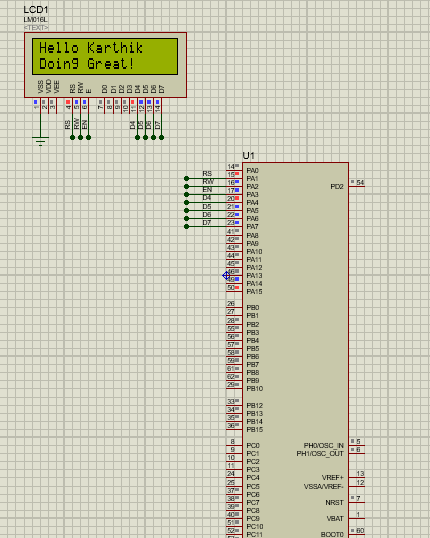 LCD1
LM016L
<TEXT>
Hello Karthik
Doin9 Great!
VSS
VDD
VEE
RS
RW
E
D0
D1
D2
D3
D4
D5
D6
D7
1
2
3
4
5
6
7
8
9
10
11
12
13
14
RS
RW
EN
D4
D5
D6
D7
U1
RS
RW
EN
D4
D5
D6
D7
14 PA0
15 PA1
16 PA2
17 PA3
20 PA4
21 PA5
22 PA6
23 PA7
41 PA8
42 PA9
43 PA10
44 PA11
45 PA12
PA13
PA14
50 PA15
PD2 54
26 PB0
27 PB1
28 PB2
55 PB3
56 PB4
57 PB5
58 PB6
59 PB7
61 PB8
62 PB9
29 PB10
33 PB12
34 PB13
35 PB14
36 PB15
8 PC0
9 PC1
10 PC2
11 PC3
24 PC4
25 PC5
37 PC6
38 PC7
39 PC8
40 PC9
51 PC10
52 PC11
PH0/OSC_IN 5
PH1/OSC_OUT 6
VREF+ 13
VSSA/VREF- 12
NRST 7
VBAT 1
BOOT0 60